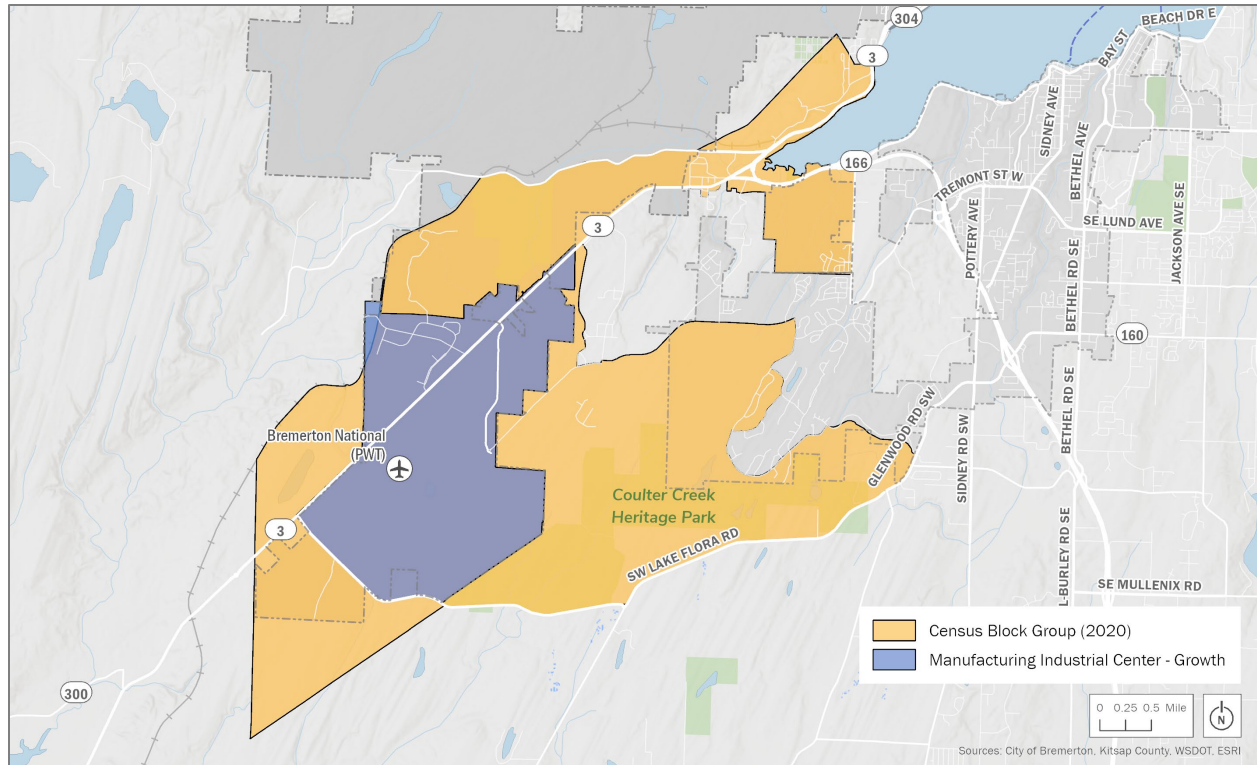 304
BEACH DR E
3
BAY ST
SIDNEY AVE
BETHEL AVE
166
TREMONT ST W
SE LUND AVE
JACKSON AVE SE
POTTERY AVE
3
BETHEL RD SE
160
Bremerton National
(PWT)
GLENWOOD RD SW
SIDNEY RD SW
BETHEL RD SE
Coulter Creek
Heritage Park
3
SW LAKE FLORA RD
L-BURLEY RD SE
SE MULLENIX RD
Census Block Group (2020)
Manufacturing Industrial Center - Growth
300
0 0.25 0.5 Mile
N
Sources: City of Bremerton, Kitsap County, WSDOT, ESRI